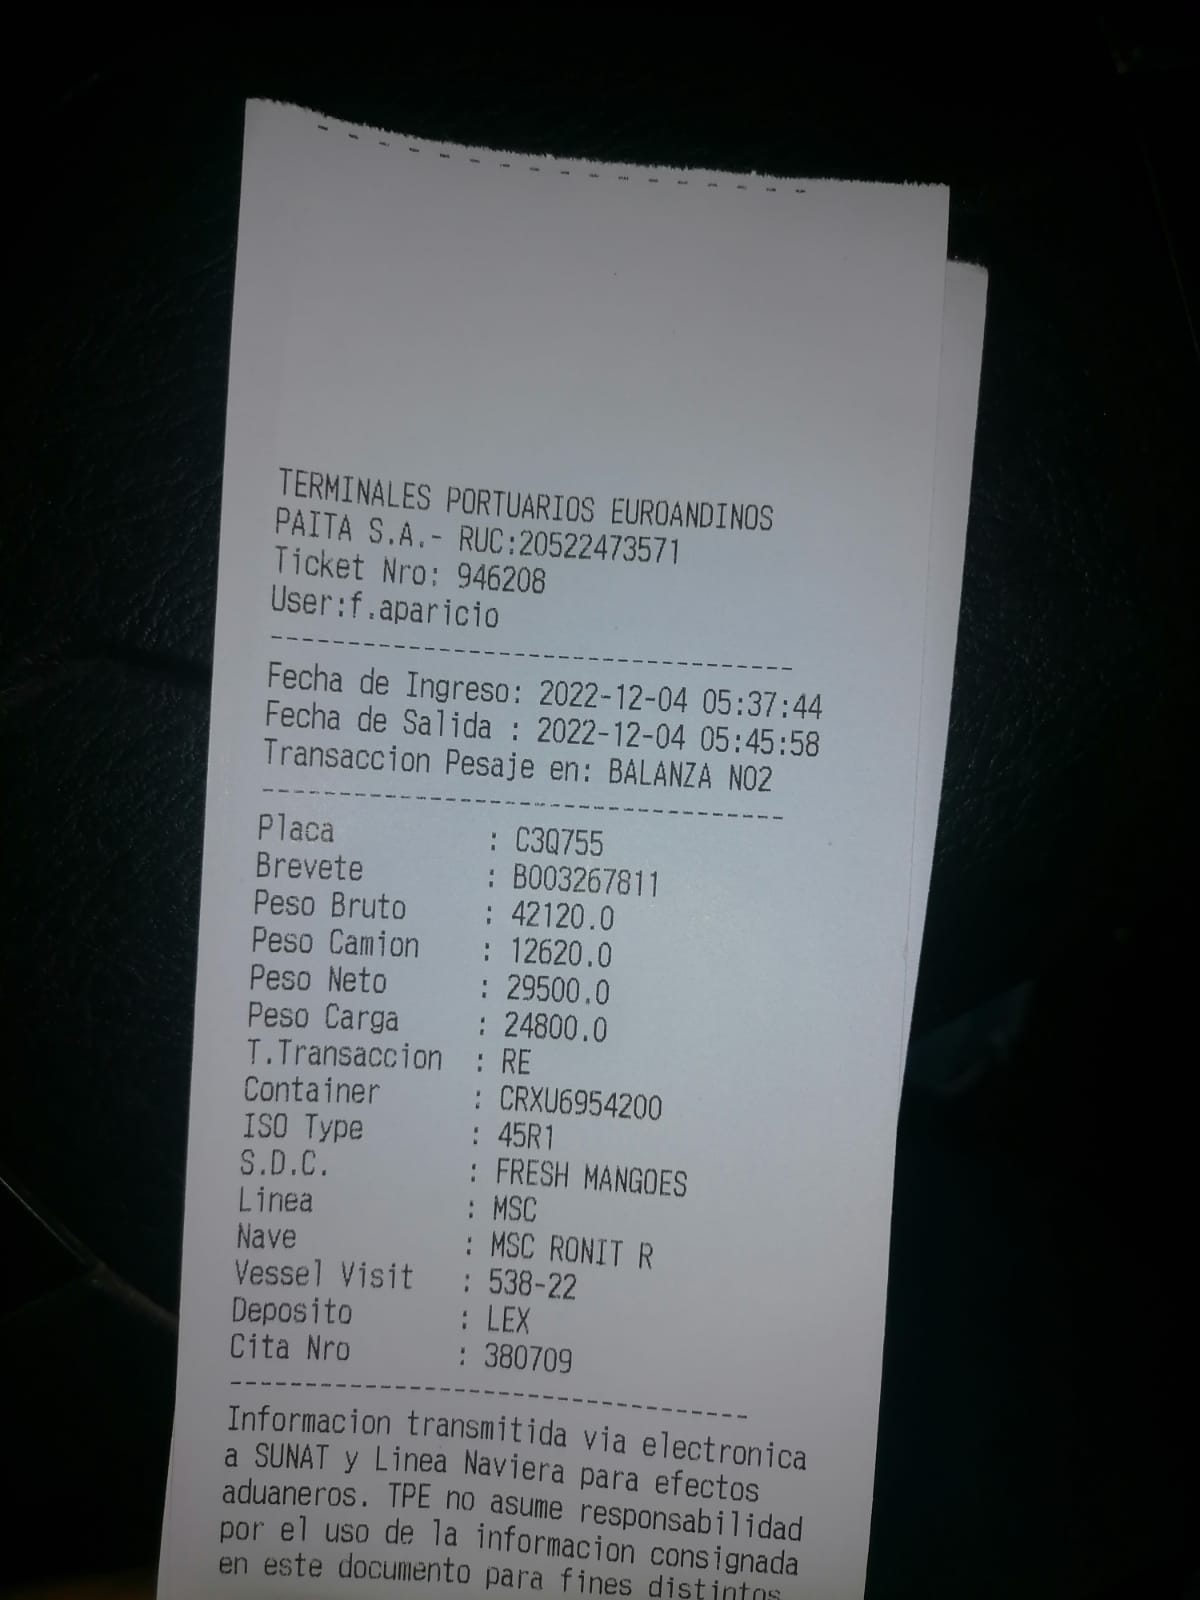 TERMINALES PORTUARIOS EUROANDINOS
PAITA S.A.- RUC:20522473571
Ticket Nro: 946208
User:f.aparicio
----------------------------------
Fecha de Ingreso: 2022-12-04 05:37:44
Fecha de Salida : 2022-12-04 05:45:58
Transaccion Pesaje en: BALANZA NO2
----------------------------------
Placa : C3Q755
Brevete : B003267811
Peso Bruto : 42120.0
Peso Camion : 12620.0
Peso Neto : 29500.0
Peso Carga : 24800.0
T.Transaccion : RE
Container : CRXU6954200
ISO Type : 45R1
S.D.C. : FRESH MANGOES
Linea : MSC
Nave : MSC RONIT R
Vessel Visit : 538-22
Deposito : LEX
Cita Nro : 380709
----------------------------------
Informacion transmitida via electronica
a SUNAT y Linea Naviera para efectos
aduaneros. TPE no asume responsabilidad
por el uso de la informacion consignada
en este documento para fines distintos